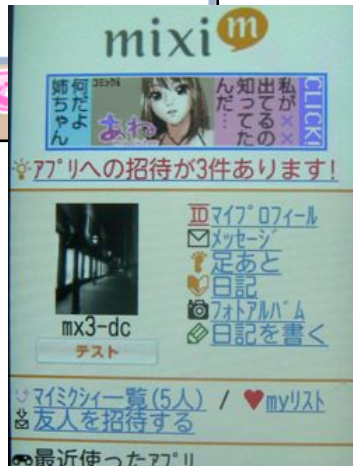 mixi m
何だよ
姉ちゃん
コミックi
あわ
私が××
出てるの
知ってた
んだ…
CLICK!
アプリへの招待が3件あります!
mx3-dc
テスト
IDマイプロフィール
メッセージ
足あと
日記
フォトアルバム
日記を書く
マイミクシィ一覧(5人) / ♥myリスト
友人を招待する
最近使ったアプリ